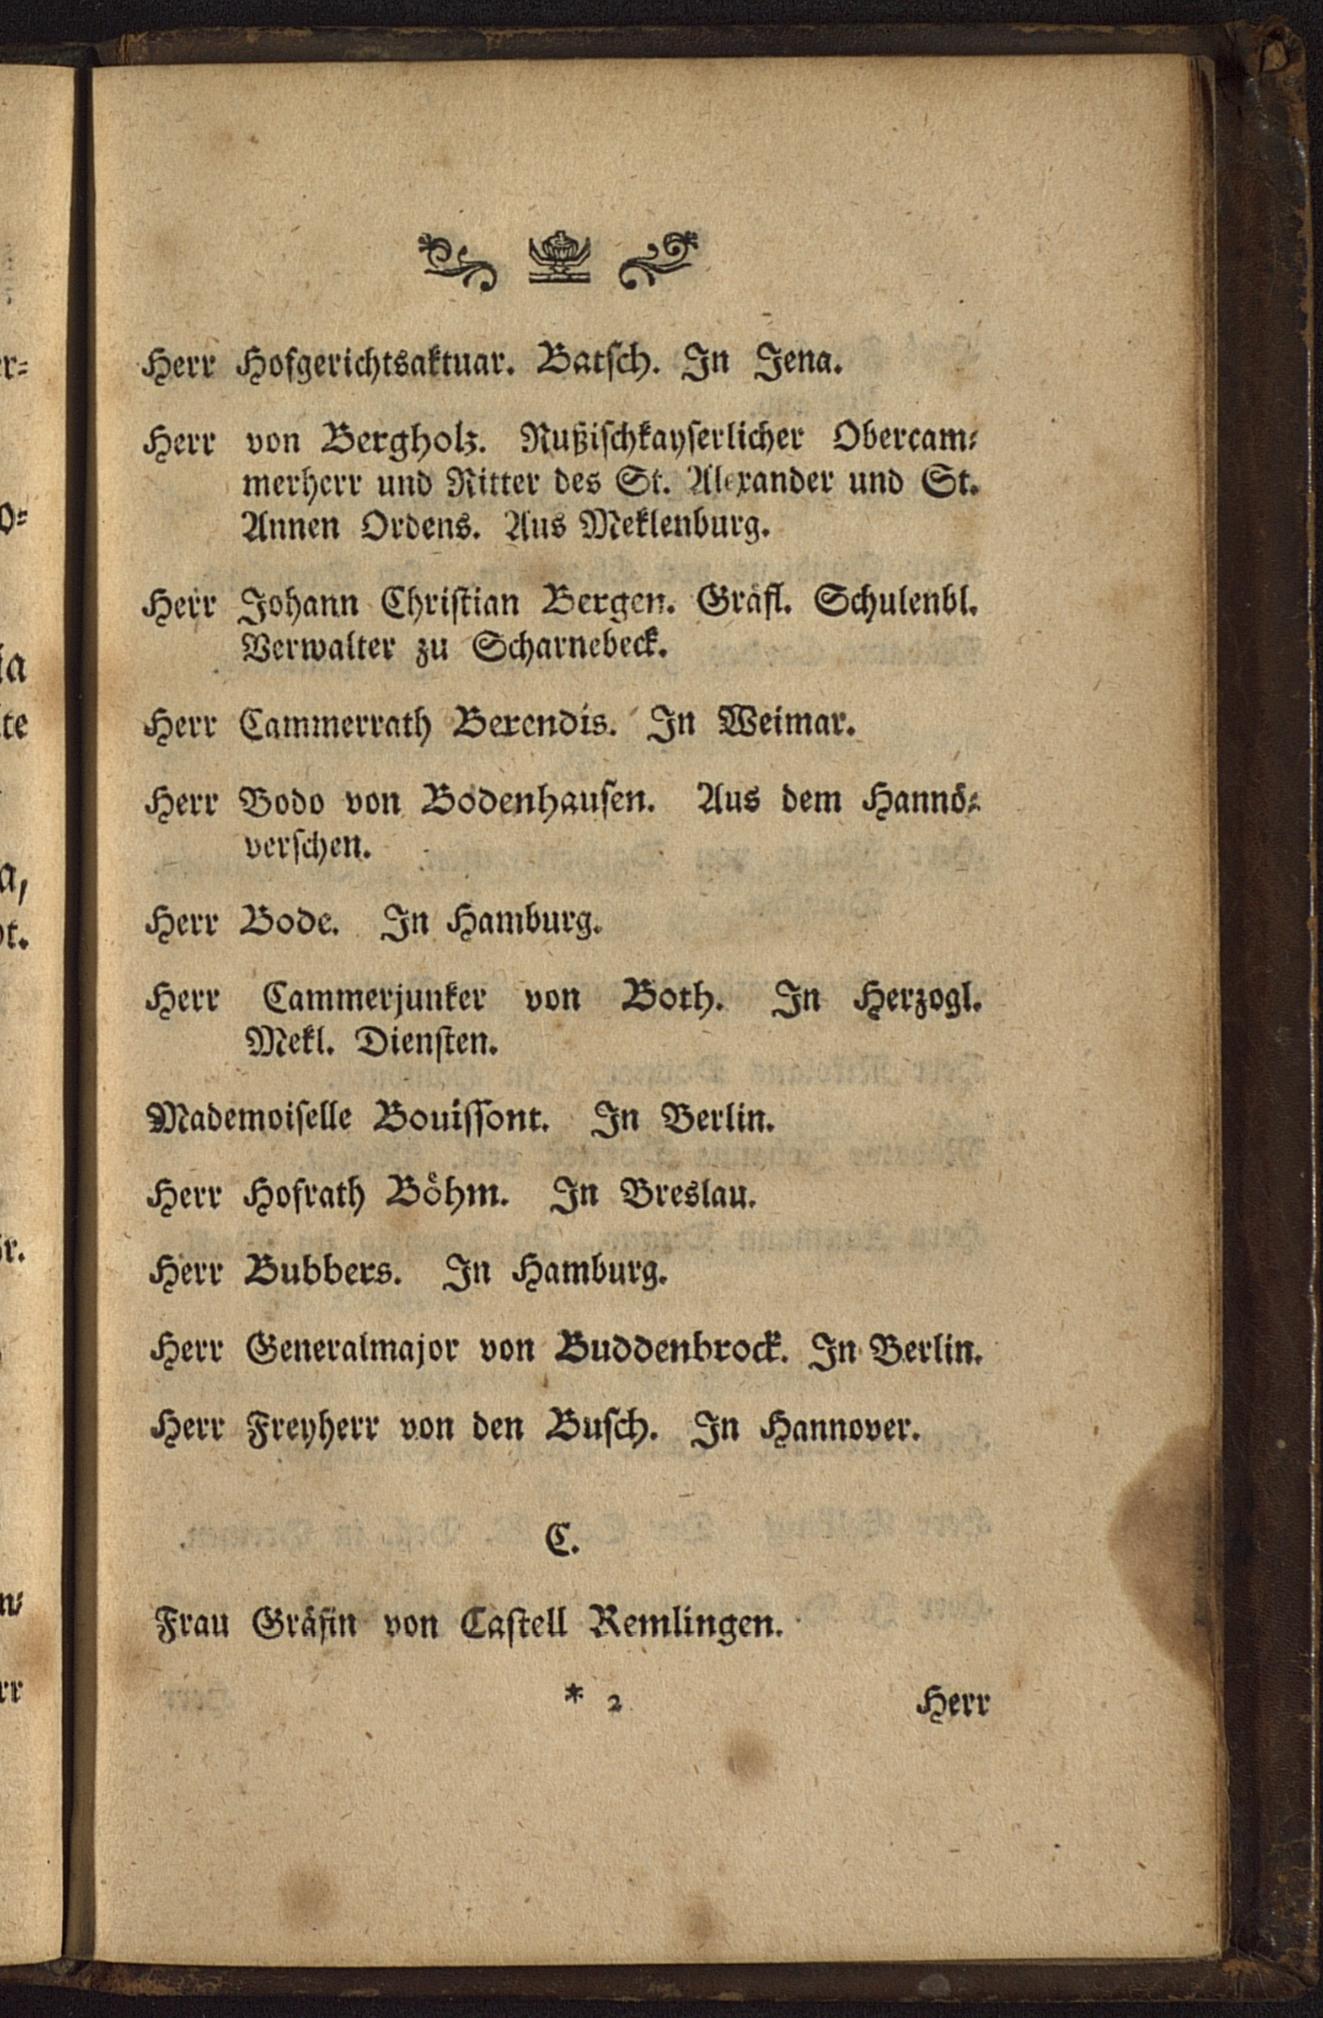 Herr Hofgerichtsaktuar. Batsch. In Jena.
Herr von Bergholz. Rußischkayserlicher Obercam⸗
merherr und Ritter des St. Alexander und St.
Annen Ordens. Aus Meklenburg.
Herr Johann Christian Bergen. Gräfl. Schulenbl.
Verwalter zu Scharnebeck.
Herr Cammerrath Berendis. In Weimar.
Herr Bodo von Bodenhausen. Aus dem Hannö⸗
verschen.
Herr Bode. In Hamburg.
Herr Cammerjunker von Both. In Herzogl.
Mekl. Diensten.
Mademoiselle Bouissont. In Berlin.
Herr Hofrath Böhm. In Breslau.
Herr Bubbers. In Hamburg.
Herr Generalmajor von Buddenbrock. In Berlin.
Herr Freyherr von den Busch. In Hannover.
C.
Frau Gräfin von Castell Remlingen.
* 2 Herr